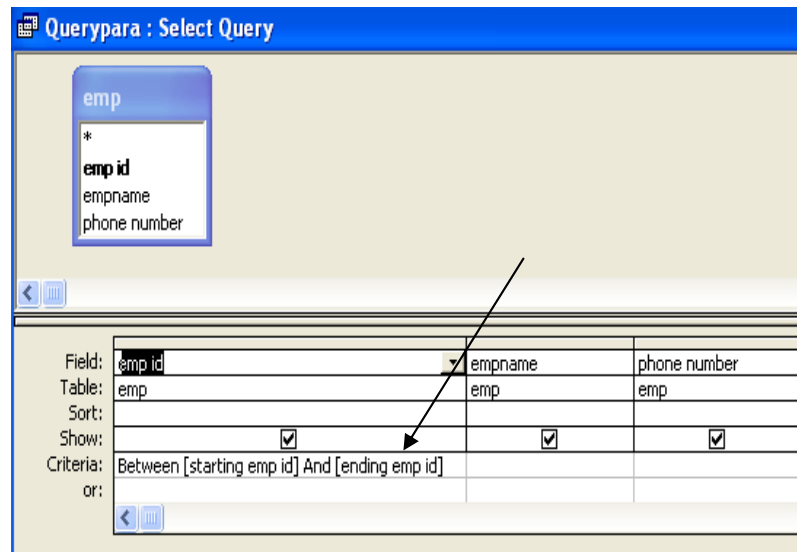 Querypara : Select Query
emp
*
emp id
empname
phone number
Field: emp id empname phone number
Table: emp emp emp
Sort:
Show:
Criteria: Between [starting emp id] And [ending emp id]
or: